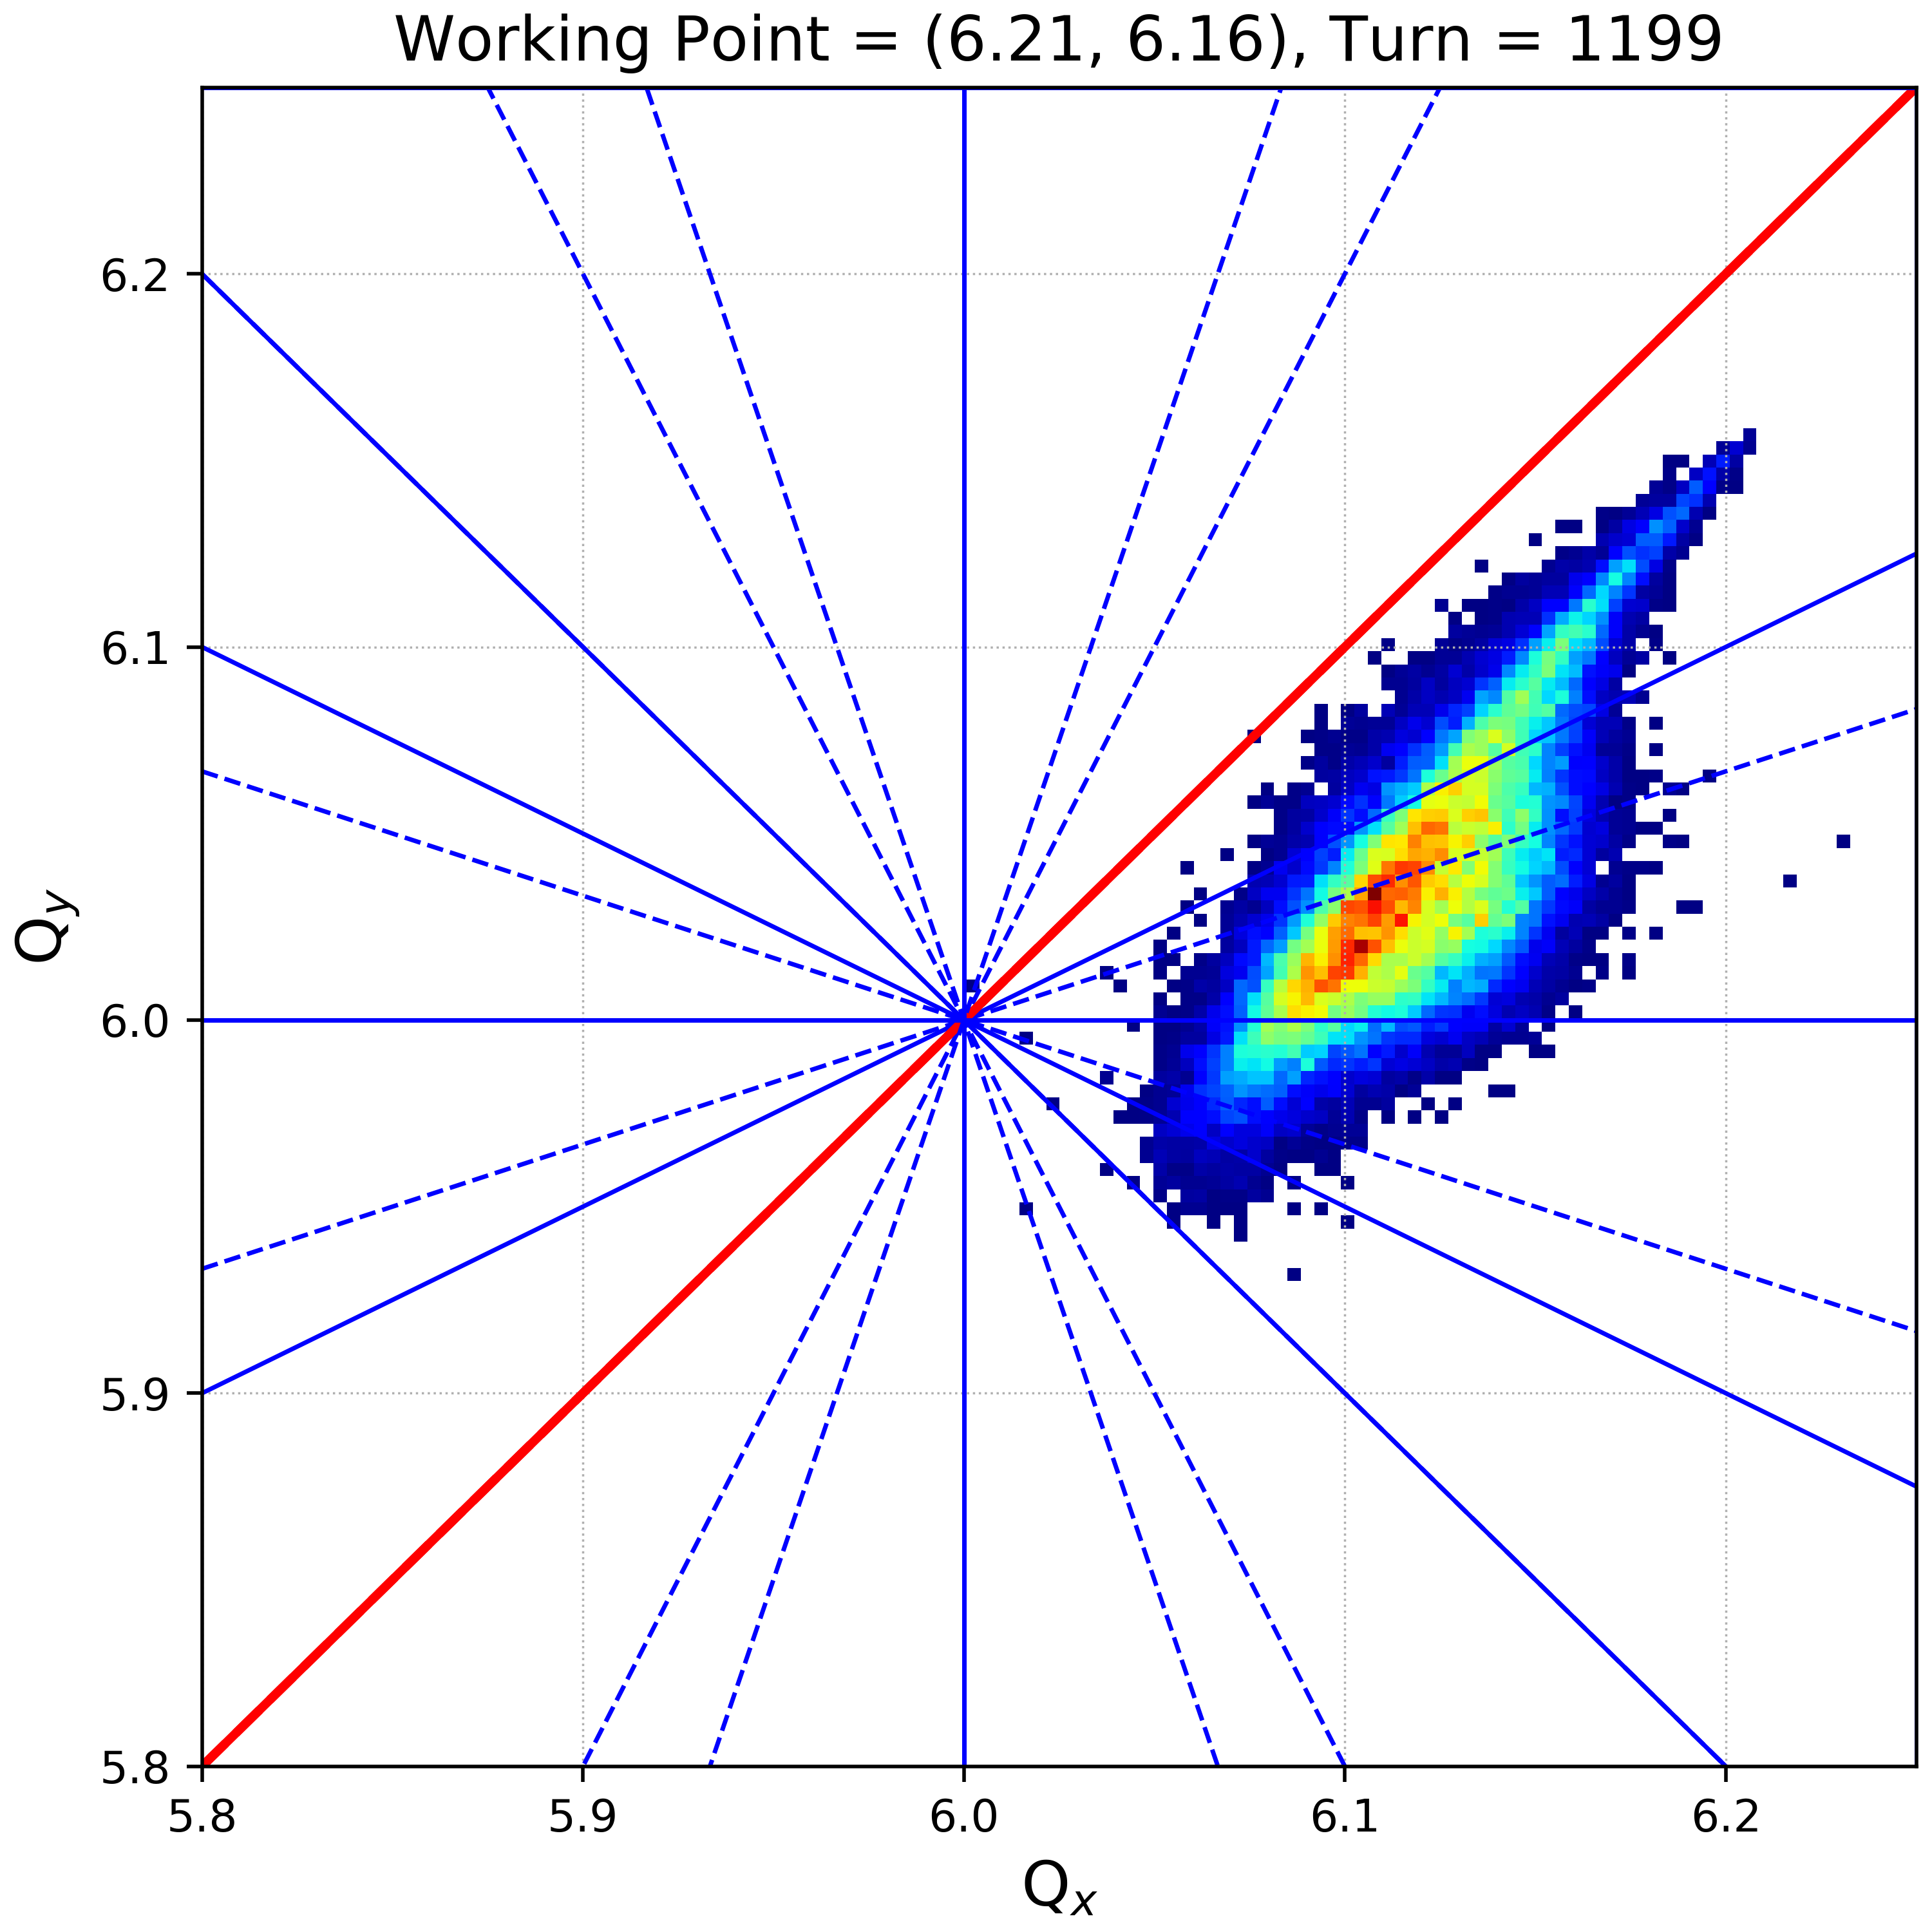 Working Point = (6.21, 6.16), Turn = 1199
6.2
6.1
6.0
5.9
5.8
Qy
5.8 5.9 6.0 6.1 6.2
Qx